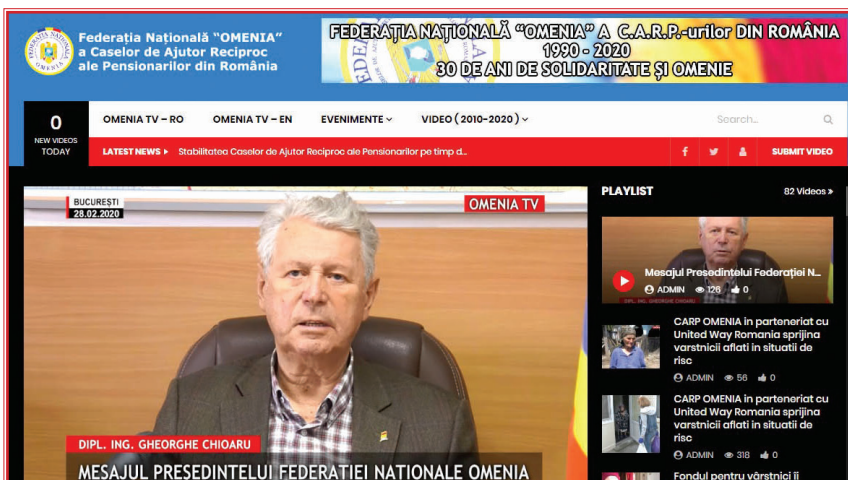 Federația Națională "OMENIA"
a Caselor de Ajutor Reciproc
ale Pensionarilor din România
FEDERAȚIA NAȚIONALĂ "OMENIA" A C.A.R.P.-urilor DIN ROMÂNIA
1990 - 2020
30 DE ANI DE SOLIDARITATE ȘI OMENIE
0
NEW VIDEOS
TODAY
OMENIA TV – RO
OMENIA TV – EN
EVENIMENTE
VIDEO ( 2010-2020 )
Search...
LATEST NEWS
Stabilitatea Caselor de Ajutor Reciproc ale Pensionarilor pe timp d...
SUBMIT VIDEO
BUCUREȘTI
28.02.2020
OMENIA TV
DIPL. ING. GHEORGHE CHIOARU
MESAJUL PREȘEDINTELUI FEDERAȚIEI NAȚIONALE OMENIA
PLAYLIST
82 Videos »
Mesajul Președintelui Federației N...
ADMIN 126 0
DIPL. ING. GHEORGHE CHIOARU
CARP OMENIA in parteneriat cu
United Way Romania sprijina
varstnicii aflati in situatii de
risc
ADMIN 56 0
CARP OMENIA in parteneriat cu
United Way Romania sprijina
varstnicii aflati in situatii de
risc
ADMIN 318 0
Fondul pentru vârstnici îi